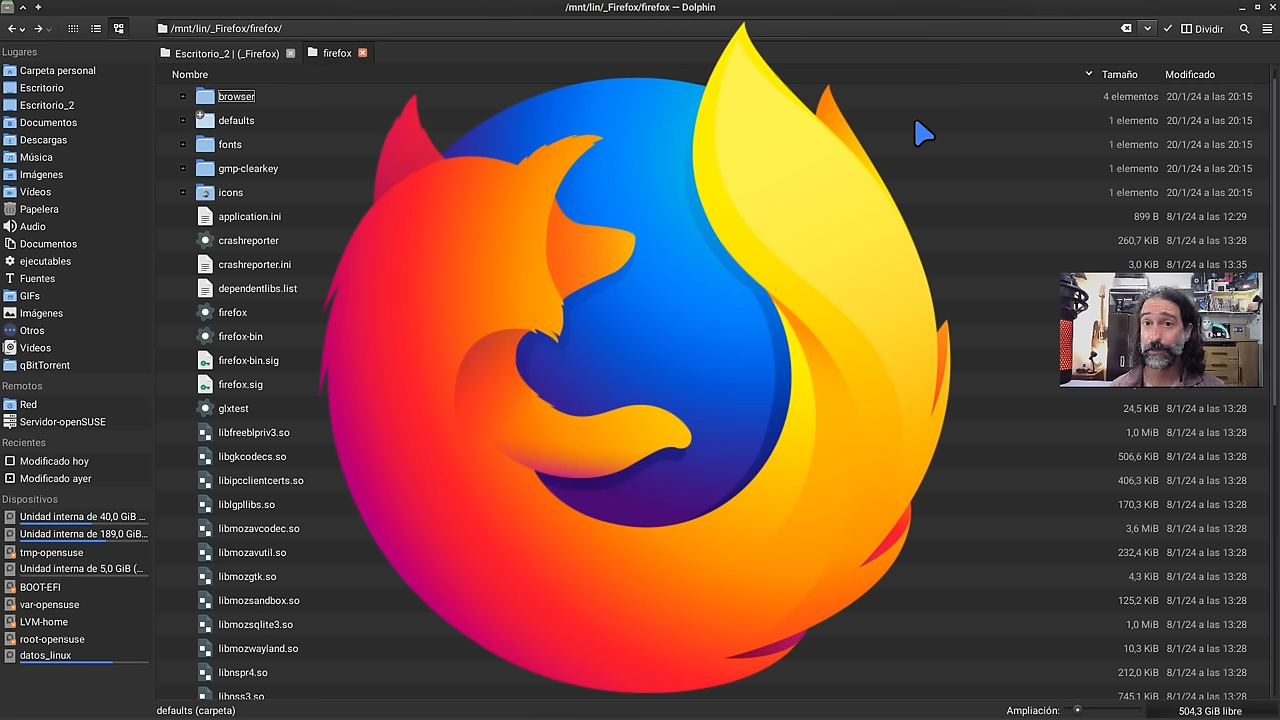 /mnt/lin/_Firefox/firefox — Dolphin
/mnt/lin/_Firefox/firefox/
Dividir
Lugares
Carpeta personal
Escritorio
Escritorio_2
Documentos
Descargas
Música
Imágenes
Vídeos
Papelera
Audio
Documentos
ejecutables
Fuentes
GIFs
Imágenes
Otros
Videos
qBitTorrent
Remotos
Red
Servidor-openSUSE
Recientes
Modificado hoy
Modificado ayer
Dispositivos
Unidad interna de 40,0 GiB ...
Unidad interna de 189,0 GiB...
tmp-opensuse
Unidad interna de 5,0 GiB (...
BOOT-EFI
var-opensuse
LVM-home
root-opensuse
datos_linux
Escritorio_2 | (_Firefox)
firefox
Nombre Tamaño Modificado
browser 4 elementos 20/1/24 a las 20:15
defaults 1 elemento 20/1/24 a las 20:15
fonts 1 elemento 20/1/24 a las 20:15
gmp-clearkey 1 elemento 20/1/24 a las 20:15
icons 1 elemento 20/1/24 a las 20:15
application.ini 899 B 8/1/24 a las 12:29
crashreporter 260,7 KiB 8/1/24 a las 13:28
crashreporter.ini 3,0 KiB 8/1/24 a las 13:35
dependentlibs.list
firefox
firefox-bin
firefox-bin.sig
firefox.sig
glxtest 24,5 KiB 8/1/24 a las 13:28
libfreeblpriv3.so 1,0 MiB 8/1/24 a las 13:28
libgkcodecs.so 506,6 KiB 8/1/24 a las 13:28
libipcclientcerts.so 406,3 KiB 8/1/24 a las 13:28
liblgpllibs.so 170,3 KiB 8/1/24 a las 13:28
libmozavcodec.so 3,6 MiB 8/1/24 a las 13:28
libmozavutil.so 232,4 KiB 8/1/24 a las 13:28
libmozgtk.so 4,3 KiB 8/1/24 a las 13:28
libmozsandbox.so 125,2 KiB 8/1/24 a las 13:28
libmozsqlite3.so 1,0 MiB 8/1/24 a las 13:28
libmozwayland.so 10,3 KiB 8/1/24 a las 13:28
libnspr4.so 212,0 KiB 8/1/24 a las 13:28
libnss3.so 745,1 KiB 8/1/24 a las 13:28
defaults (carpeta)
Ampliación:
504,3 GiB libre